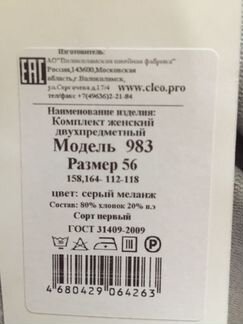 Изготовитель:
АО"Волоколамская швейная фабрика"
Россия,143600,Московская
область,г.Волоколамск,
ул.Сергачева,д.17/4 www.cleo.pro
телефакс +7(49636)2-21-84
EAC
Наименование изделия:
Комплект женский
двухпредметный
Модель 983
Размер 56
158,164- 112-118
цвет: серый меланж
Состав: 80% хлопок 20% п.э
Сорт первый
ГОСТ 31409-2009
4 680429 064263